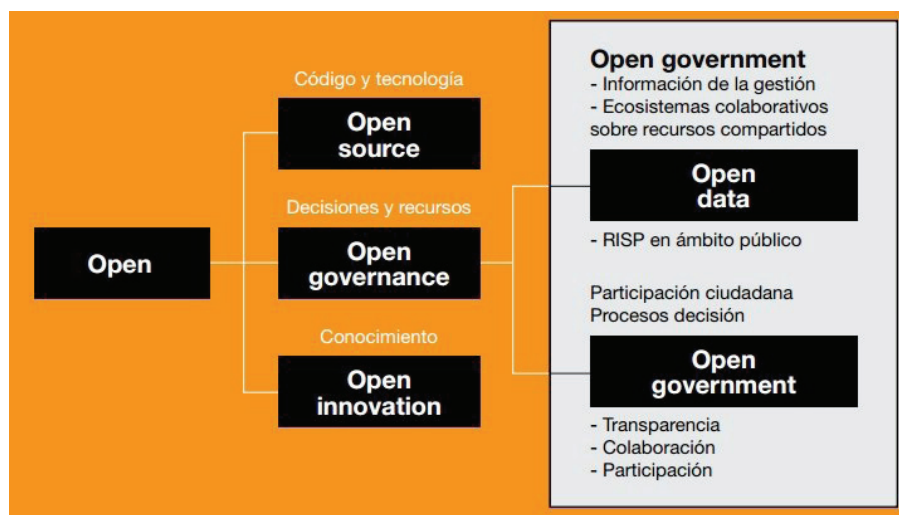 Open
Código y tecnología
Open
source
Decisiones y recursos
Open
governance
Conocimiento
Open
innovation
Open government
- Información de la gestión
- Ecosistemas colaborativos
sobre recursos compartidos
Open
data
- RISP en ámbito público
Participación ciudadana
Procesos decisión
Open
government
- Transparencia
- Colaboración
- Participación